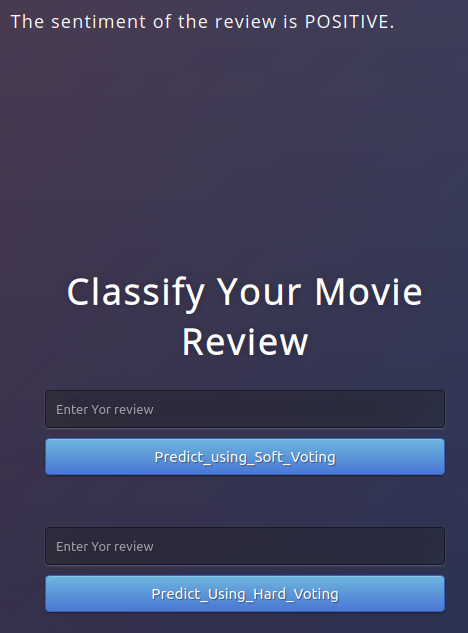 The sentiment of the review is POSITIVE.
Classify Your Movie
Review
Enter Yor review
Predict_using_Soft_Voting
Enter Yor review
Predict_Using_Hard_Voting